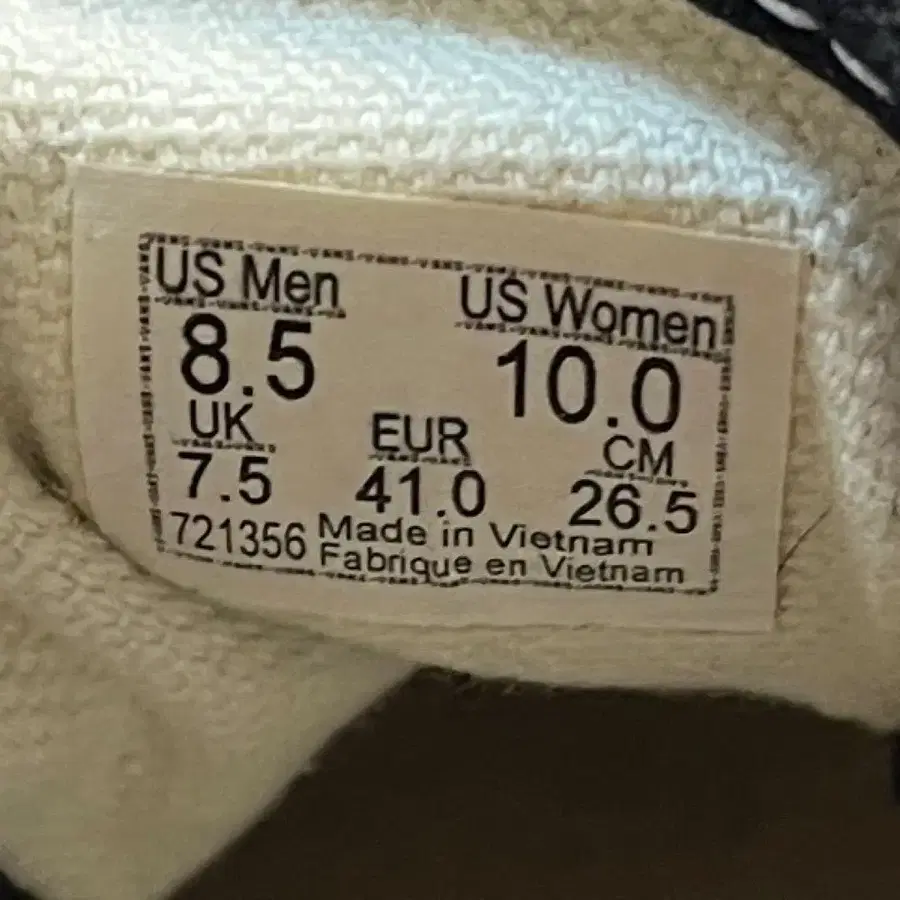 US Men US Women
8.5 10.0
UK EUR CM
7.5 41.0 26.5
721356 Made in Vietnam
Fabrique en Vietnam